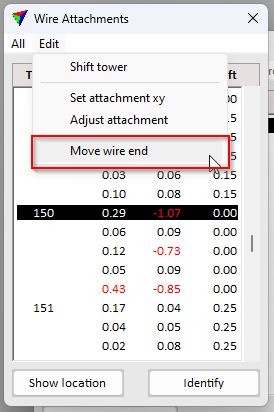 Wire Attachments
All Edit
Shift tower
Set attachment xy
Adjust attachment
Move wire end
0.00
0.15
0.03 0.06 0.15
0.10 0.08 0.15
150 0.29 -1.07 0.00
0.06 0.09 0.00
0.12 -0.73 0.00
0.05 0.09 0.00
0.43 -0.85 0.00
151 0.17 0.04 0.25
0.04 0.05 0.25
0.02 0.08 0.25
Show location Identify